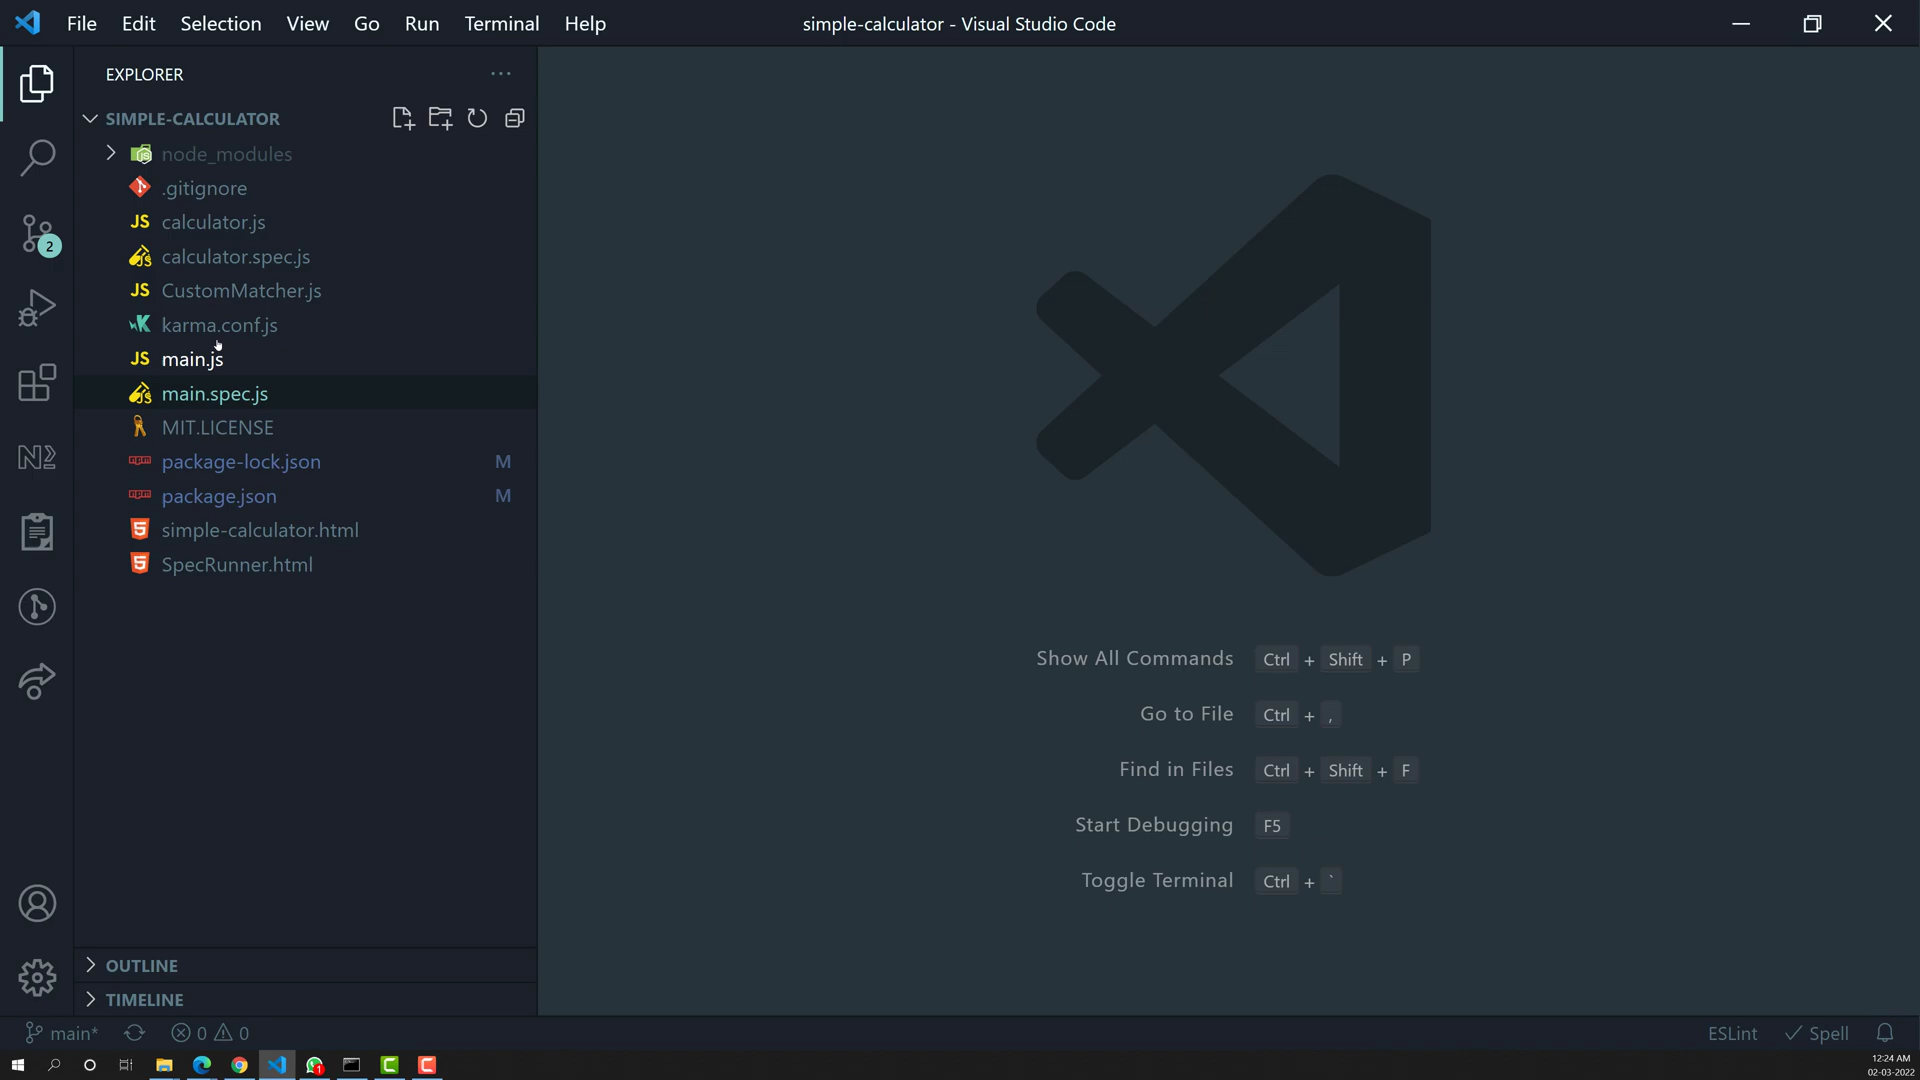 File Edit Selection View Go Run Terminal Help
simple-calculator - Visual Studio Code
EXPLORER
SIMPLE-CALCULATOR
node_modules
.gitignore
JS calculator.js
calculator.spec.js
JS CustomMatcher.js
karma.conf.js
JS main.js
main.spec.js
MIT.LICENSE
package-lock.json M
package.json M
simple-calculator.html
SpecRunner.html
2
Show All Commands Ctrl + Shift + P
Go to File Ctrl + ,
Find in Files Ctrl + Shift + F
Start Debugging F5
Toggle Terminal Ctrl + `
OUTLINE
TIMELINE
main* 0 0 ESLint Spell
1
12:24 AM
02-03-2022